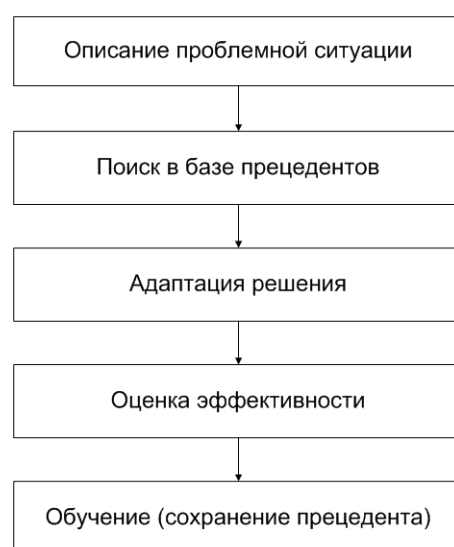 Описание проблемной ситуации
Поиск в базе прецедентов
Адаптация решения
Оценка эффективности
Обучение (сохранение прецедента)